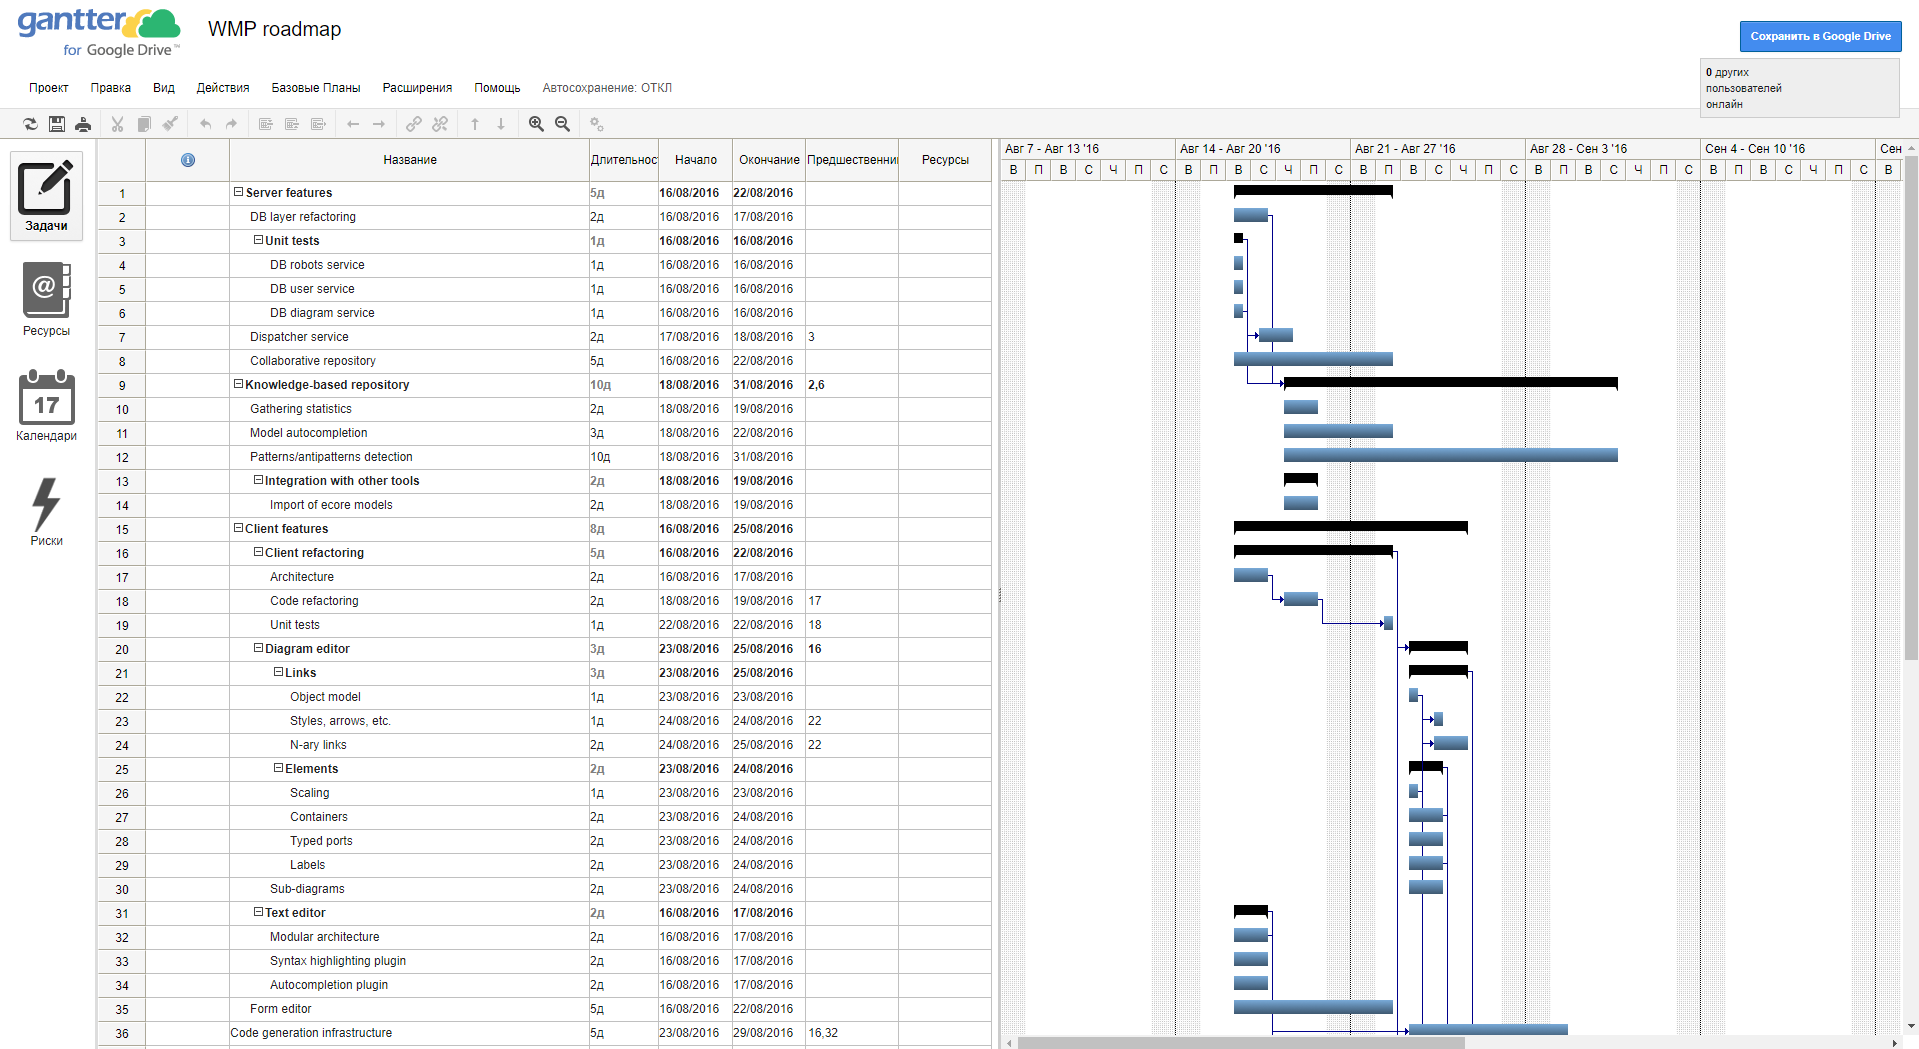 gantter
for Google Drive™
WMP roadmap
Сохранить в Google Drive
0 других
пользователей
онлайн
Проект Правка Вид Действия Базовые Планы Расширения Помощь Автосохранение: ОТКЛ
Задачи
@
Ресурсы
17
Календари
Риски
Название Длительнос Начало Окончание Предшественни Ресурсы
1 Server features 5д 16/08/2016 22/08/2016
2 DB layer refactoring 2д 16/08/2016 17/08/2016
3 Unit tests 1д 16/08/2016 16/08/2016
4 DB robots service 1д 16/08/2016 16/08/2016
5 DB user service 1д 16/08/2016 16/08/2016
6 DB diagram service 1д 16/08/2016 16/08/2016
7 Dispatcher service 2д 17/08/2016 18/08/2016 3
8 Collaborative repository 5д 16/08/2016 22/08/2016
9 Knowledge-based repository 10д 18/08/2016 31/08/2016 2,6
10 Gathering statistics 2д 18/08/2016 19/08/2016
11 Model autocompletion 3д 18/08/2016 22/08/2016
12 Patterns/antipatterns detection 10д 18/08/2016 31/08/2016
13 Integration with other tools 2д 18/08/2016 19/08/2016
14 Import of ecore models 2д 18/08/2016 19/08/2016
15 Client features 8д 16/08/2016 25/08/2016
16 Client refactoring 5д 16/08/2016 22/08/2016
17 Architecture 2д 16/08/2016 17/08/2016
18 Code refactoring 2д 18/08/2016 19/08/2016 17
19 Unit tests 1д 22/08/2016 22/08/2016 18
20 Diagram editor 3д 23/08/2016 25/08/2016 16
21 Links 3д 23/08/2016 25/08/2016
22 Object model 1д 23/08/2016 23/08/2016
23 Styles, arrows, etc. 1д 24/08/2016 24/08/2016 22
24 N-ary links 2д 24/08/2016 25/08/2016 22
25 Elements 2д 23/08/2016 24/08/2016
26 Scaling 1д 23/08/2016 23/08/2016
27 Containers 2д 23/08/2016 24/08/2016
28 Typed ports 2д 23/08/2016 24/08/2016
29 Labels 2д 23/08/2016 24/08/2016
30 Sub-diagrams 2д 23/08/2016 24/08/2016
31 Text editor 2д 16/08/2016 17/08/2016
32 Modular architecture 2д 16/08/2016 17/08/2016
33 Syntax highlighting plugin 2д 16/08/2016 17/08/2016
34 Autocompletion plugin 2д 16/08/2016 17/08/2016
35 Form editor 5д 16/08/2016 22/08/2016
36 Code generation infrastructure 5д 23/08/2016 29/08/2016 16,32
Авг 7 - Авг 13 '16 Авг 14 - Авг 20 '16 Авг 21 - Авг 27 '16 Авг 28 - Сен 3 '16 Сен 4 - Сен 10 '16 Сен
В П В С Ч П С В П В С Ч П С В П В С Ч П С В П В С Ч П С В П В С Ч П С В